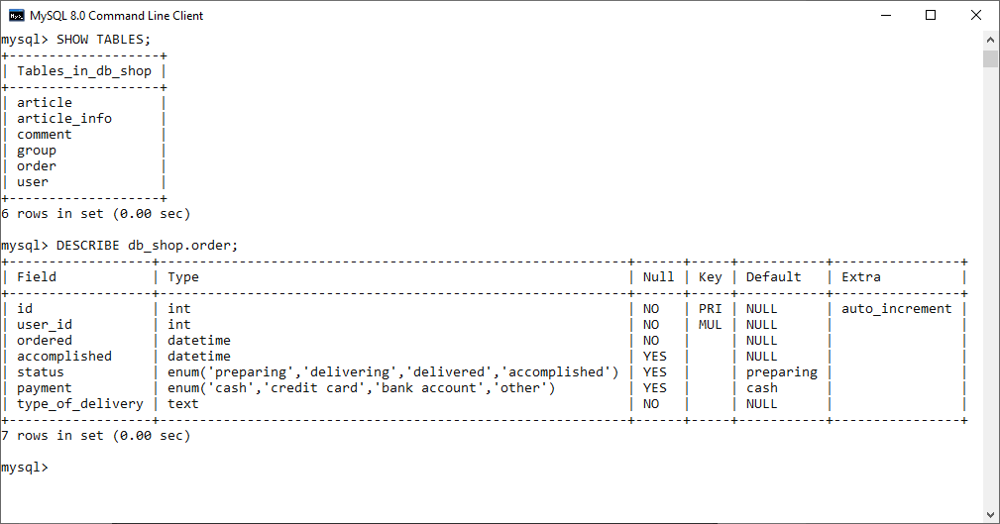 MySQL 8.0 Command Line Client
mysql> SHOW TABLES;
+-------------------+
| Tables_in_db_shop |
+-------------------+
| article           |
| article_info      |
| comment           |
| group             |
| order             |
| user              |
+-------------------+
6 rows in set (0.00 sec)
mysql> DESCRIBE db_shop.order;
+------------------+-----------------------------------------------------------+------+-----+-----------+----------------+
| Field            | Type                                                      | Null | Key | Default   | Extra          |
+------------------+-----------------------------------------------------------+------+-----+-----------+----------------+
| id               | int                                                       | NO   | PRI | NULL      | auto_increment |
| user_id          | int                                                       | NO   | MUL | NULL      |                |
| ordered          | datetime                                                  | NO   |     | NULL      |                |
| accomplished     | datetime                                                  | YES  |     | NULL      |                |
| status           | enum('preparing','delivering','delivered','accomplished') | YES  |     | preparing |                |
| payment          | enum('cash','credit card','bank account','other')         | YES  |     | cash      |                |
| type_of_delivery | text                                                      | NO   |     | NULL      |                |
+------------------+-----------------------------------------------------------+------+-----+-----------+----------------+
7 rows in set (0.00 sec)
mysql>